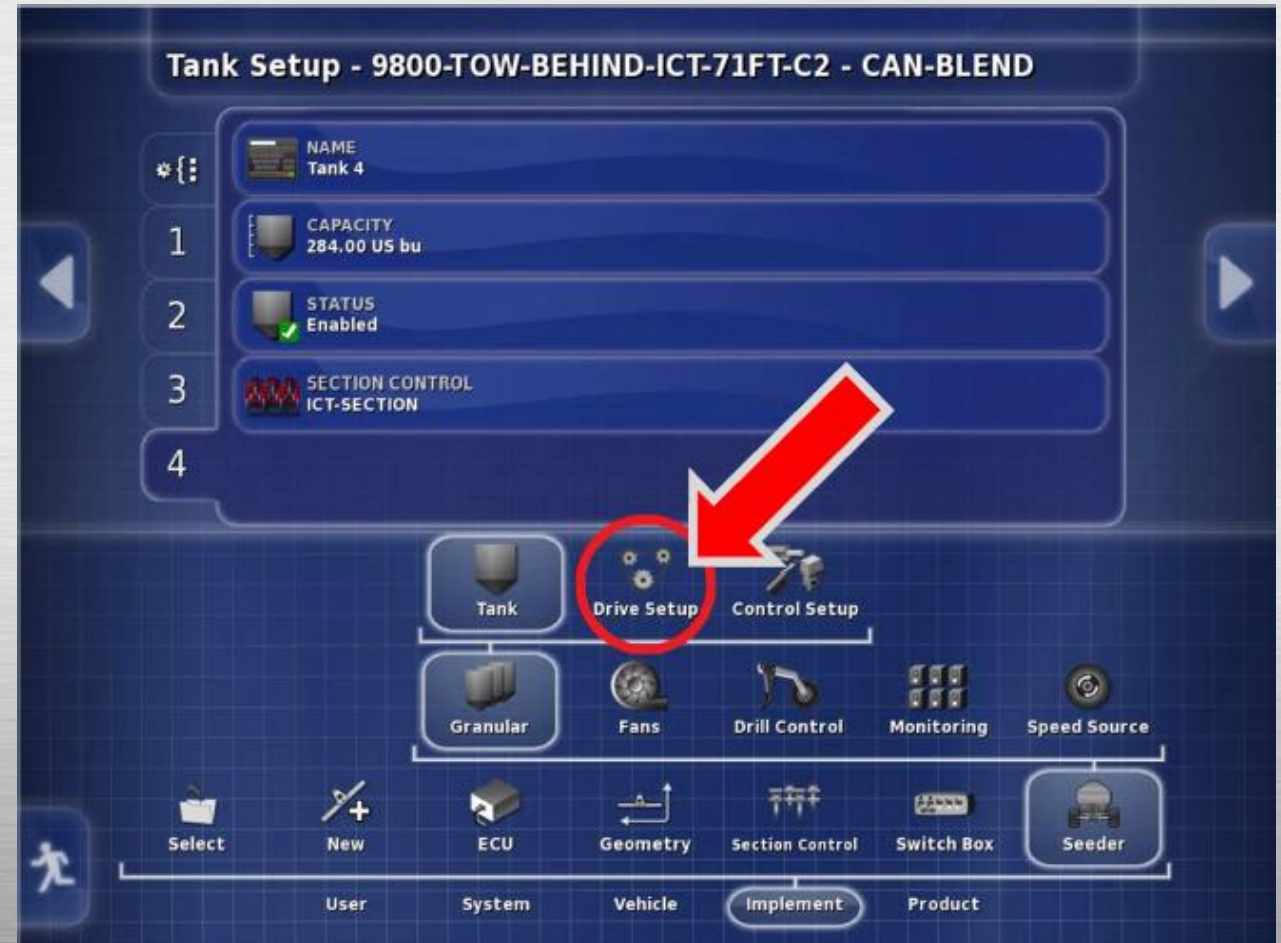 Tank Setup - 9800-TOW-BEHIND-ICT-71FT-C2 - CAN-BLEND
NAME
Tank 4
1
CAPACITY
284.00 US bu
2
STATUS
Enabled
3
SECTION CONTROL
ICT-SECTION
4
Tank Drive Setup Control Setup
Granular Fans Drill Control Monitoring Speed Source
Select New ECU Geometry Section Control Switch Box Seeder
User System Vehicle Implement Product